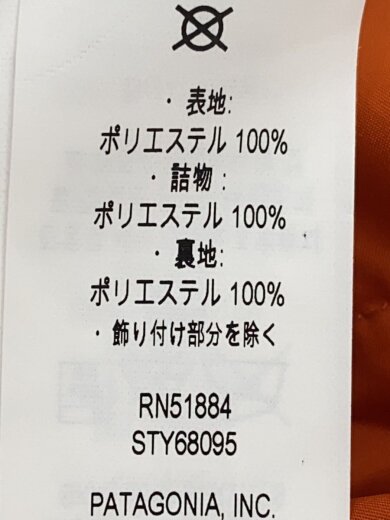 ・表地:
ポリエステル 100%
・詰物:
ポリエステル 100%
・裏地:
ポリエステル 100%
・飾り付け部分を除く
RN51884
STY68095
PATAGONIA, INC.